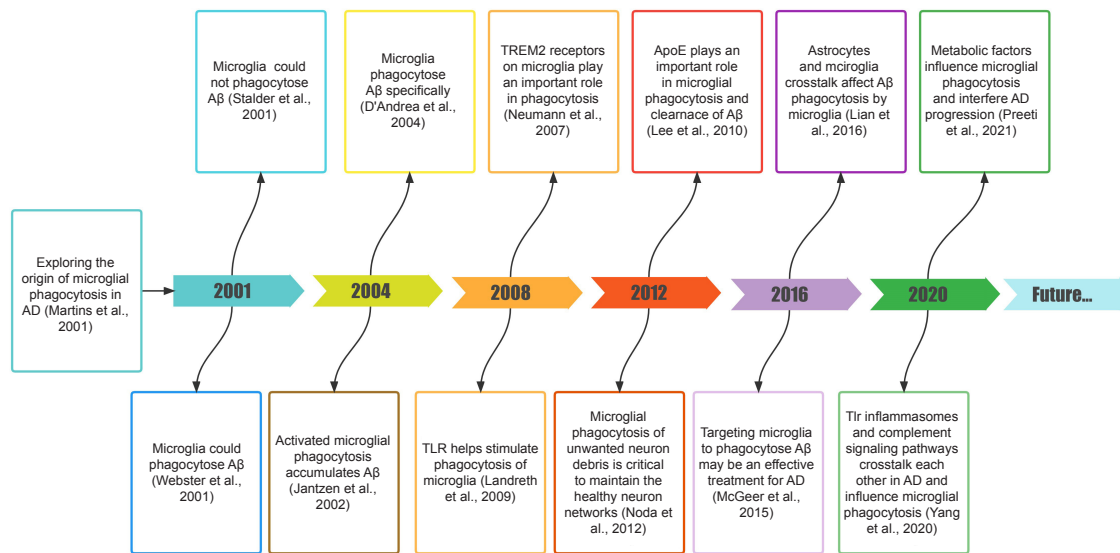 Microglia could
not phagocytose
Aβ (Stalder et al.,
2001)
Microglia
phagocytose
Aβ specifically
(D'Andrea et al.,
2004)
TREM2 receptors
on microglia play
an important role
in phagocytosis
(Neumann et al.,
2007)
ApoE plays an
important role
in microglial
phagocytosis and
clearnace of Aβ
(Lee et al., 2010)
Astrocytes
and mciroglia
crosstalk affect Aβ
phagocytosis by
microglia (Lian et
al., 2016)
Metabolic factors
influence microglial
phagocytosis
and interfere AD
progression (Preeti
et al., 2021)
Exploring the
origin of microglial
phagocytosis in
AD (Martins et al.,
2001)
2001
2004
2008
2012
2016
2020
Future...
Microglia could
phagocytose Aβ
(Webster et al.,
2001)
Activated microglial
phagocytosis
accumulates Aβ
(Jantzen et al.,
2002)
TLR helps stimulate
phagocytosis of
microglia (Landreth
et al., 2009)
Microglial
phagocytosis of
unwanted neuron
debris is critical
to maintain the
healthy neuron
networks (Noda
et al., 2012)
Targeting microglia
to phagocytose Aβ
may be an effective
treatment for AD
(McGeer et al.,
2015)
Tlr inflammasomes
and complement
signaling pathways
crosstalk each
other in AD and
influence microglial
phagocytosis (Yang
et al., 2020)